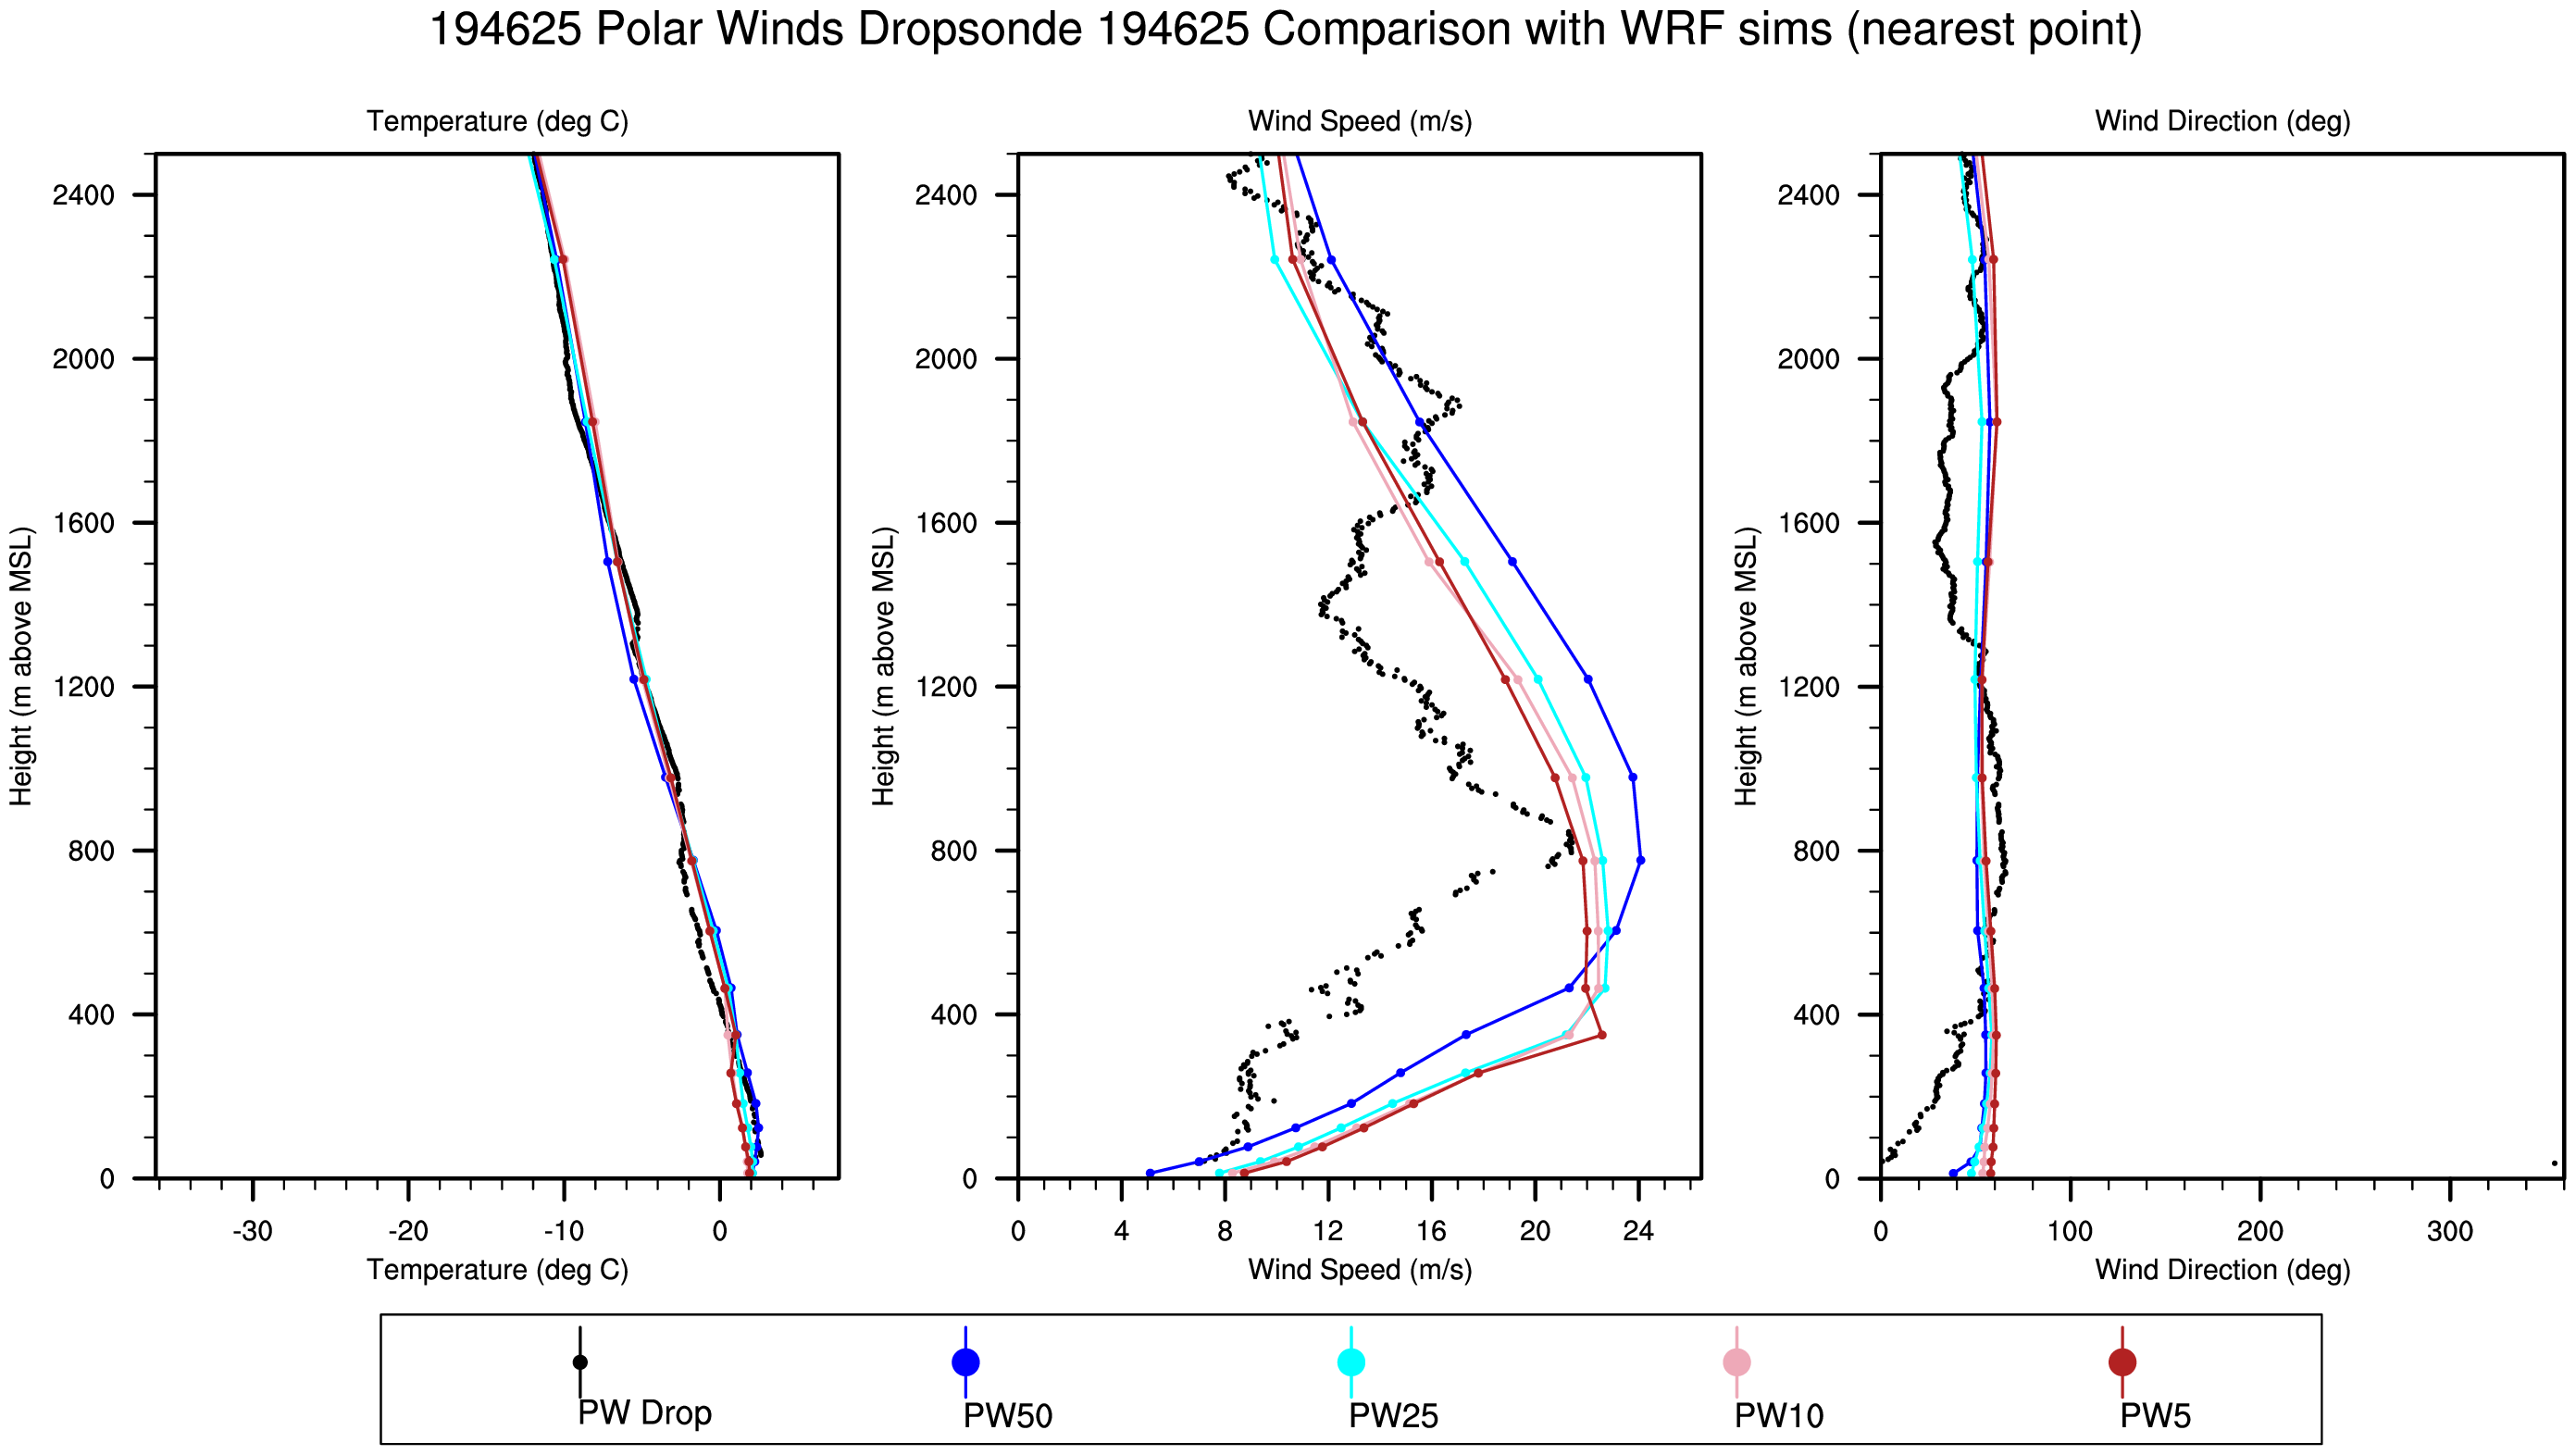 194625 Polar Winds Dropsonde 194625 Comparison with WRF sims (nearest point)
Temperature (deg C)
Wind Speed (m/s)
Wind Direction (deg)
Height (m above MSL)
2400
2000
1600
1200
800
400
0
-30
-20
-10
0
Temperature (deg C)
Height (m above MSL)
2400
2000
1600
1200
800
400
0
0
4
8
12
16
20
24
Wind Speed (m/s)
Height (m above MSL)
2400
2000
1600
1200
800
400
0
0
100
200
300
Wind Direction (deg)
PW Drop
PW50
PW25
PW10
PW5